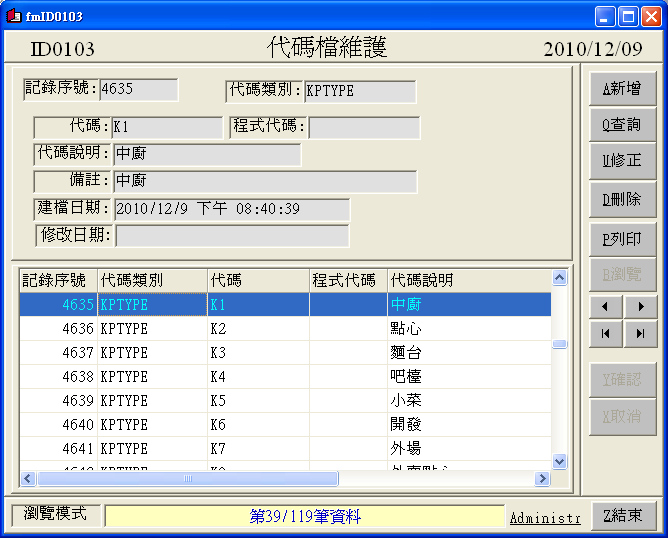 fmID0103
ID0103 代碼檔維護 2010/12/09
記錄序號: 4635 代碼類別: KPTYPE
代碼: K1 程式代碼:
代碼說明: 中廚
備註: 中廚
建檔日期: 2010/12/9 下午 08:40:39
修改日期:
A新增
Q查詢
U修正
D刪除
P列印
B瀏覽
Y確認
X取消
記錄序號 代碼類別 代碼 程式代碼 代碼說明
4635 KPTYPE K1 中廚
4636 KPTYPE K2 點心
4637 KPTYPE K3 麵台
4638 KPTYPE K4 吧檯
4639 KPTYPE K5 小菜
4640 KPTYPE K6 開發
4641 KPTYPE K7 外場
瀏覽模式 第39/119筆資料 Administr Z結束